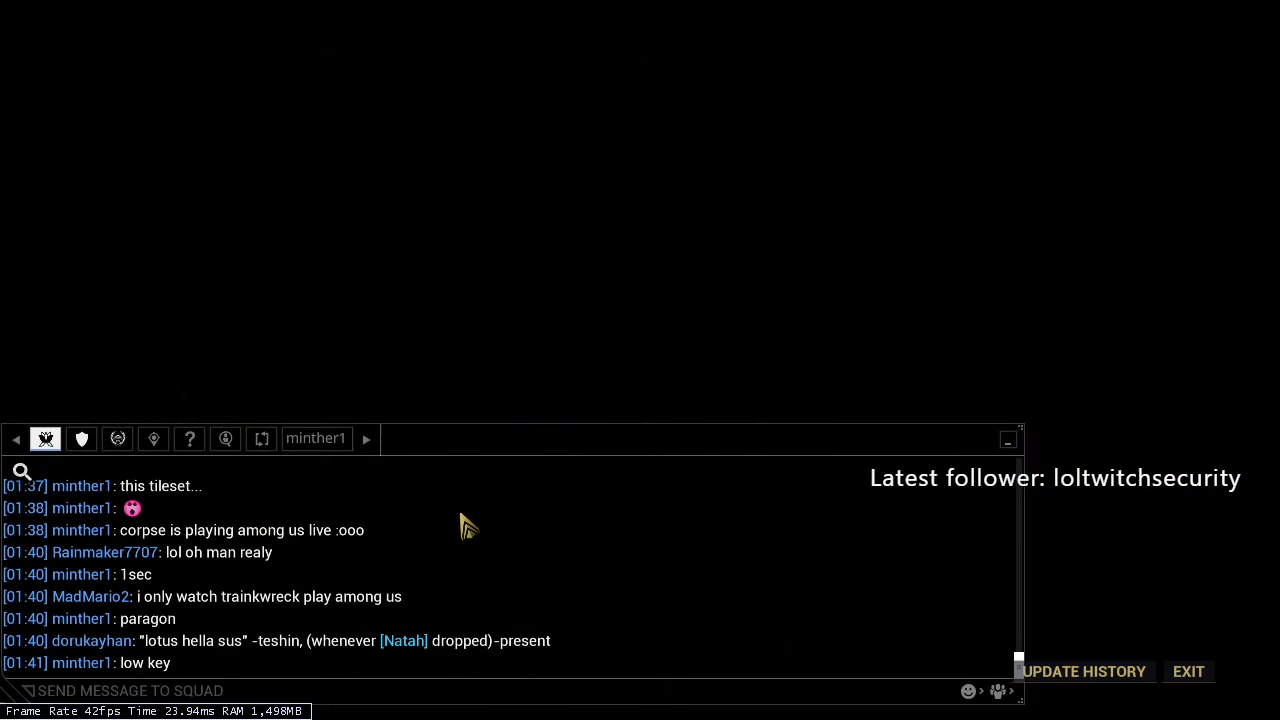 minther1
[01:37] minther1: this tileset...
Latest follower: loltwitchsecurity
[01:38] minther1:
[01:38] minther1: corpse is playing among us live :ooo
[01:40] Rainmaker7707: lol oh man realy
[01:40] minther1: 1sec
[01:40] MadMario2: i only watch trainkwreck play among us
[01:40] minther1: paragon
[01:40] dorukayhan: "lotus hella sus" -teshin, (whenever [Natah] dropped)-present
[01:41] minther1: low key
UPDATE HISTORY EXIT
SEND MESSAGE TO SQUAD
Frame Rate 42fps Time 23.94ms RAM 1,498MB